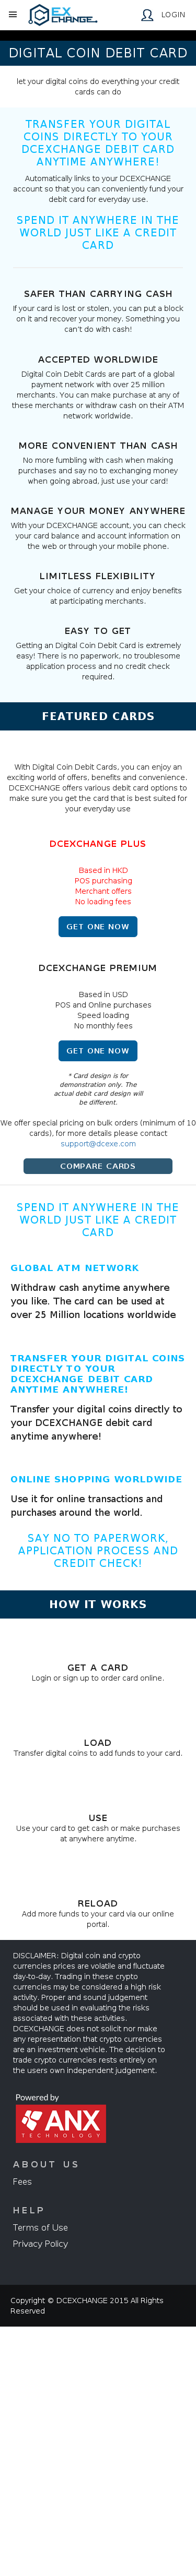 EX
CHANGE
LOGIN
DIGITAL COIN DEBIT CARD
let your digital coins do everything your credit
cards can do
TRANSFER YOUR DIGITAL
COINS DIRECTLY TO YOUR
DCEXCHANGE DEBIT CARD
ANYTIME ANYWHERE!
Automatically links to your DCEXCHANGE
account so that you can conveniently fund your
debit card for everyday use.
SPEND IT ANYWHERE IN THE
WORLD JUST LIKE A CREDIT
CARD
SAFER THAN CARRYING CASH
If your card is lost or stolen, you can put a block
on it and recover your money. Something you
can't do with cash!
ACCEPTED WORLDWIDE
Digital Coin Debit Cards are part of a global
payment network with over 25 million
merchants. You can make purchase at any of
these merchants or withdraw cash on their ATM
network worldwide.
MORE CONVENIENT THAN CASH
No more fumbling with cash when making
purchases and say no to exchanging money
when going abroad, just use your card!
MANAGE YOUR MONEY ANYWHERE
With your DCEXCHANGE account, you can check
your card balance and account information on
the web or through your mobile phone.
LIMITLESS FLEXIBILITY
Get your choice of currency and enjoy benefits
at participating merchants.
EASY TO GET
Getting an Digital Coin Debit Card is extremely
easy! There is no paperwork, no troublesome
application process and no credit check
required.
FEATURED CARDS
With Digital Coin Debit Cards, you can enjoy an
exciting world of offers, benefits and convenience.
DCEXCHANGE offers various debit card options to
make sure you get the card that is best suited for
your everyday use
DCEXCHANGE PLUS
Based in HKD
POS purchasing
Merchant offers
No loading fees
GET ONE NOW
DCEXCHANGE PREMIUM
Based in USD
POS and Online purchases
Speed loading
No monthly fees
GET ONE NOW
* Card design is for
demonstration only. The
actual debit card design will
be different.
We offer special pricing on bulk orders (minimum of 10
cards), for more details please contact
support@dcexe.com
COMPARE CARDS
SPEND IT ANYWHERE IN THE
WORLD JUST LIKE A CREDIT
CARD
GLOBAL ATM NETWORK
Withdraw cash anytime anywhere
you like. The card can be used at
over 25 Million locations worldwide
TRANSFER YOUR DIGITAL COINS
DIRECTLY TO YOUR
DCEXCHANGE DEBIT CARD
ANYTIME ANYWHERE!
Transfer your digital coins directly to
your DCEXCHANGE debit card
anytime anywhere!
ONLINE SHOPPING WORLDWIDE
Use it for online transactions and
purchases around the world.
SAY NO TO PAPERWORK,
APPLICATION PROCESS AND
CREDIT CHECK!
HOW IT WORKS
GET A CARD
Login or sign up to order card online.
LOAD
Transfer digital coins to add funds to your card.
USE
Use your card to get cash or make purchases
at anywhere anytime.
RELOAD
Add more funds to your card via our online
portal.
DISCLAIMER: Digital coin and crypto
currencies prices are volatile and fluctuate
day-to-day. Trading in these crypto
currencies may be considered a high risk
activity. Proper and sound judgement
should be used in evaluating the risks
associated with these activities.
DCEXCHANGE does not solicit nor make
any representation that crypto currencies
are an investment vehicle. The decision to
trade crypto currencies rests entirely on
the users own independent judgement.
Powered by
ANX
TECHNOLOGY
ABOUT US
Fees
HELP
Terms of Use
Privacy Policy
Copyright © DCEXCHANGE 2015 All Rights
Reserved